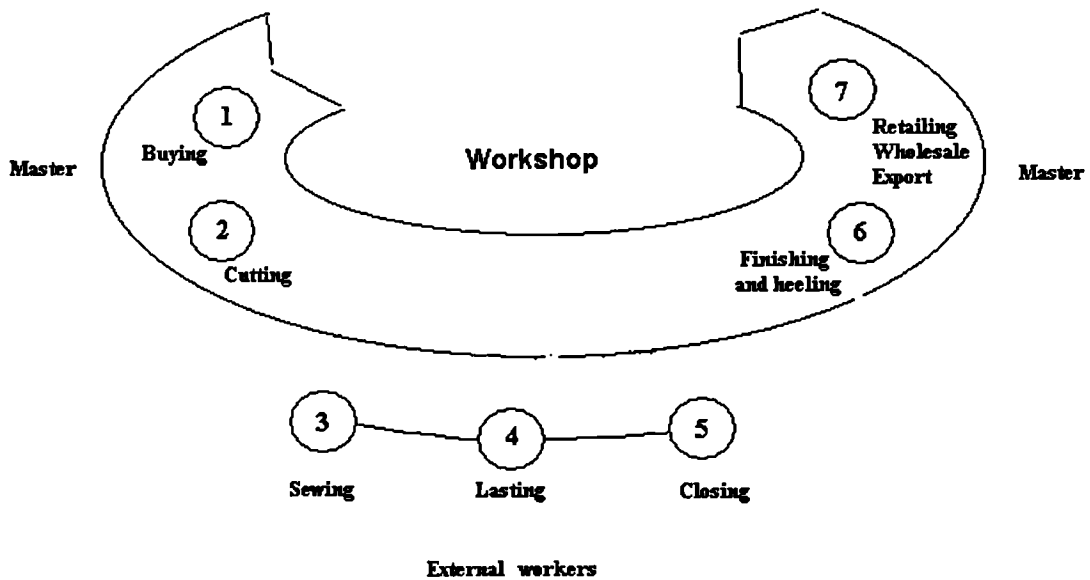 1
Buying
Master
2
Cutting
Workshop
7
Retailing
Wholesale
Export
Master
6
Finishing
and heeling
3
4
5
Sewing
Lasting
Closing
External workers